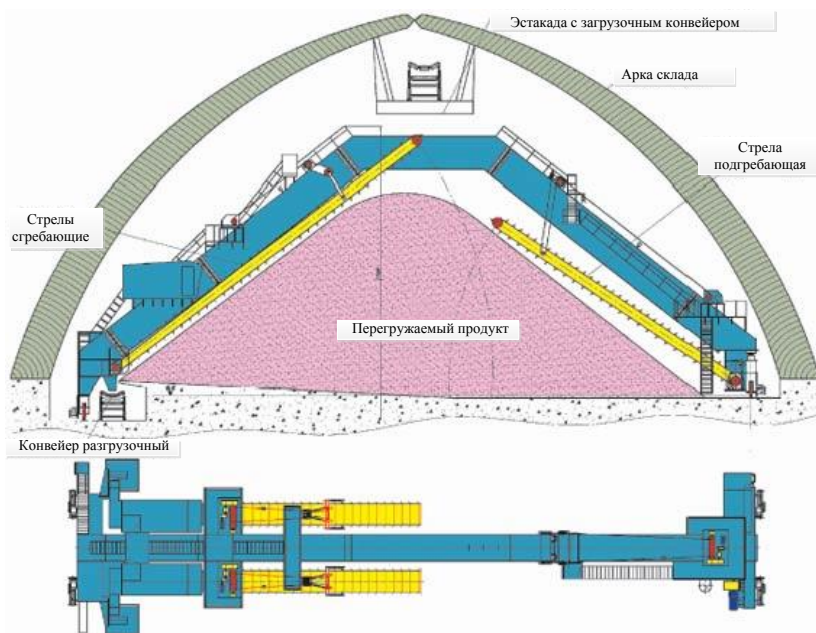 Эстакада с загрузочным конвейером
Арка склада
Стрела
подгребающая
Стрелы
сгребающие
Перегружаемый продукт
Конвейер разгрузочный